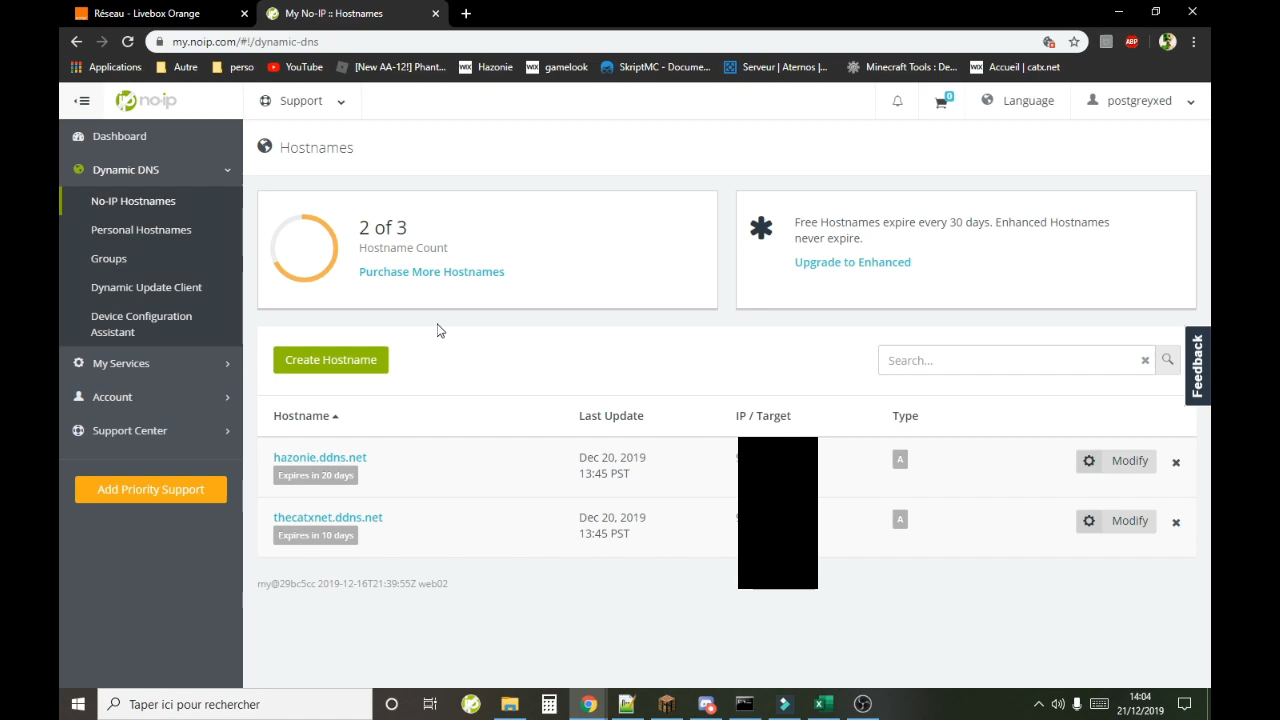 Réseau - Livebox Orange
My No-IP :: Hostnames
my.noip.com/#!/dynamic-dns
ABP
Applications
Autre
perso
YouTube
[New AA-12!] Phant...
WIX Hazonie
WIX gamelook
SkriptMC - Docume...
Serveur | Aternos |...
Minecraft Tools : De...
WIX Accueil | catx.net
no-ip
Support
0
Language
postgreyxed
Dashboard
Dynamic DNS
No-IP Hostnames
Personal Hostnames
Groups
Dynamic Update Client
Device Configuration
Assistant
My Services
Account
Support Center
Add Priority Support
Hostnames
2 of 3
Hostname Count
Purchase More Hostnames
Free Hostnames expire every 30 days. Enhanced Hostnames
never expire.
Upgrade to Enhanced
Create Hostname
Search...
Feedback
Hostname
Last Update
IP / Target
Type
hazonie.ddns.net
Expires in 20 days
Dec 20, 2019
13:45 PST
A
Modify
thecatxnet.ddns.net
Expires in 10 days
Dec 20, 2019
13:45 PST
A
Modify
my@29bc5cc 2019-12-16T21:39:55Z web02
Taper ici pour rechercher
14:04
21/12/2019